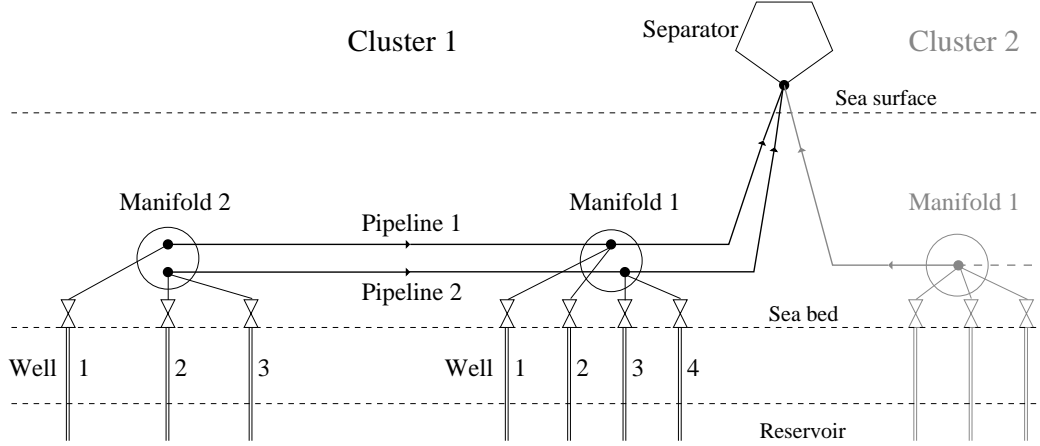 Cluster 1
Separator
Cluster 2
Sea surface
Manifold 2
Manifold 1
Manifold 1
Pipeline 1
Pipeline 2
Sea bed
Well 1 2 3
Well 1 2 3 4
Reservoir